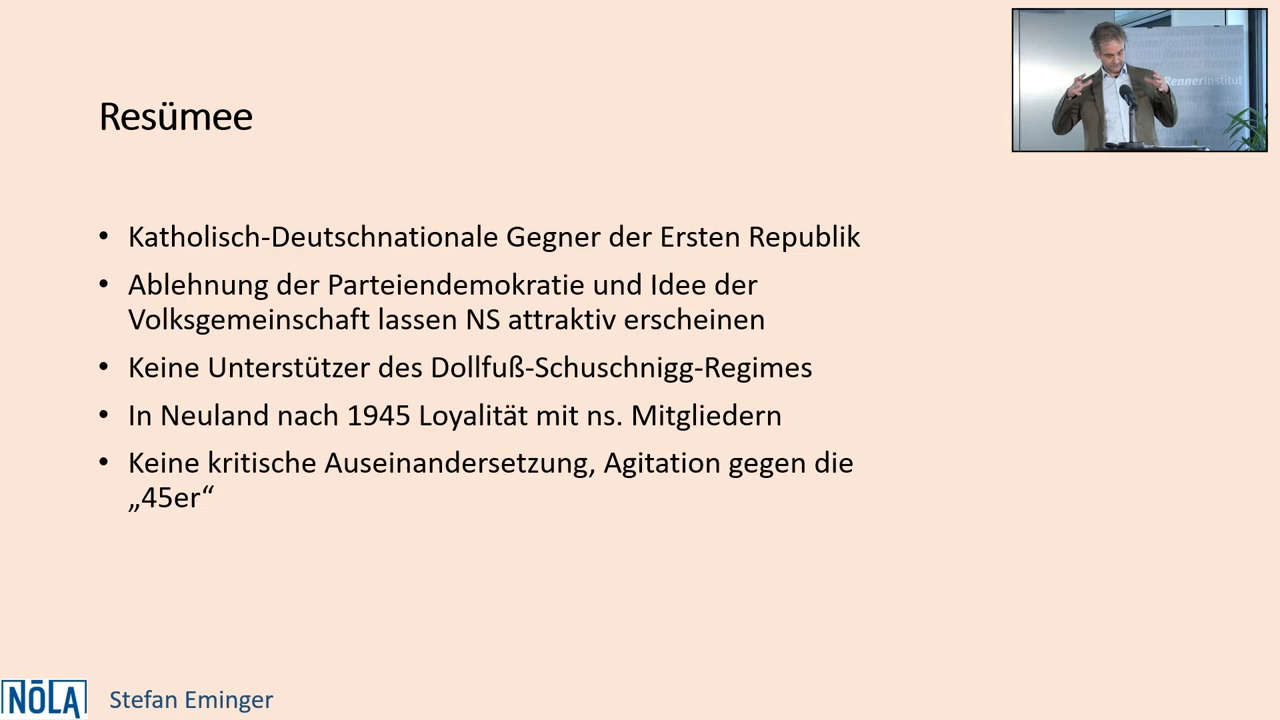 Resümee
RennerInstitut
• Katholisch-Deutschnationale Gegner der Ersten Republik
• Ablehnung der Parteiendemokratie und Idee der
Volksgemeinschaft lassen NS attraktiv erscheinen
• Keine Unterstützer des Dollfuß-Schuschnigg-Regimes
• In Neuland nach 1945 Loyalität mit ns. Mitgliedern
• Keine kritische Auseinandersetzung, Agitation gegen die
„45er“
NÖLA Stefan Eminger